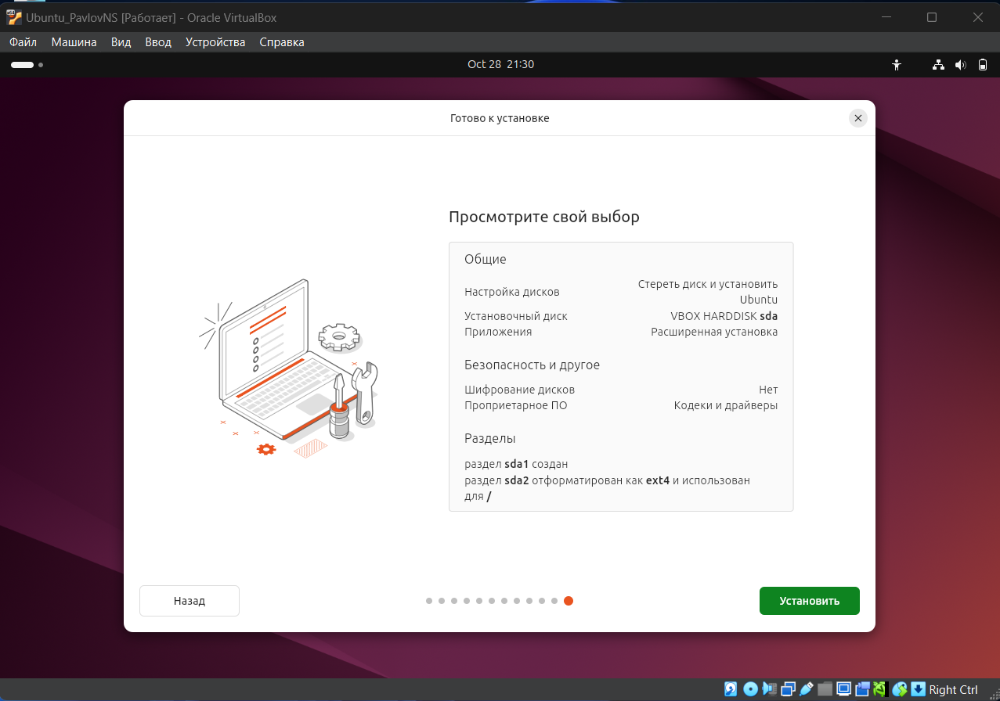 Ubuntu_PavlovNS [Работает] - Oracle VirtualBox
Файл Машина Вид Ввод Устройства Справка
Oct 28 21:30
Готово к установке
Просмотрите свой выбор
Общие
Настройка дисков Стереть диск и установить Ubuntu
Установочный диск VBOX HARDDISK sda
Приложения Расширенная установка
Безопасность и другое
Шифрование дисков Нет
Проприетарное ПО Кодеки и драйверы
Разделы
раздел sda1 создан
раздел sda2 отформатирован как ext4 и использован
для /
Назад
Установить
Right Ctrl